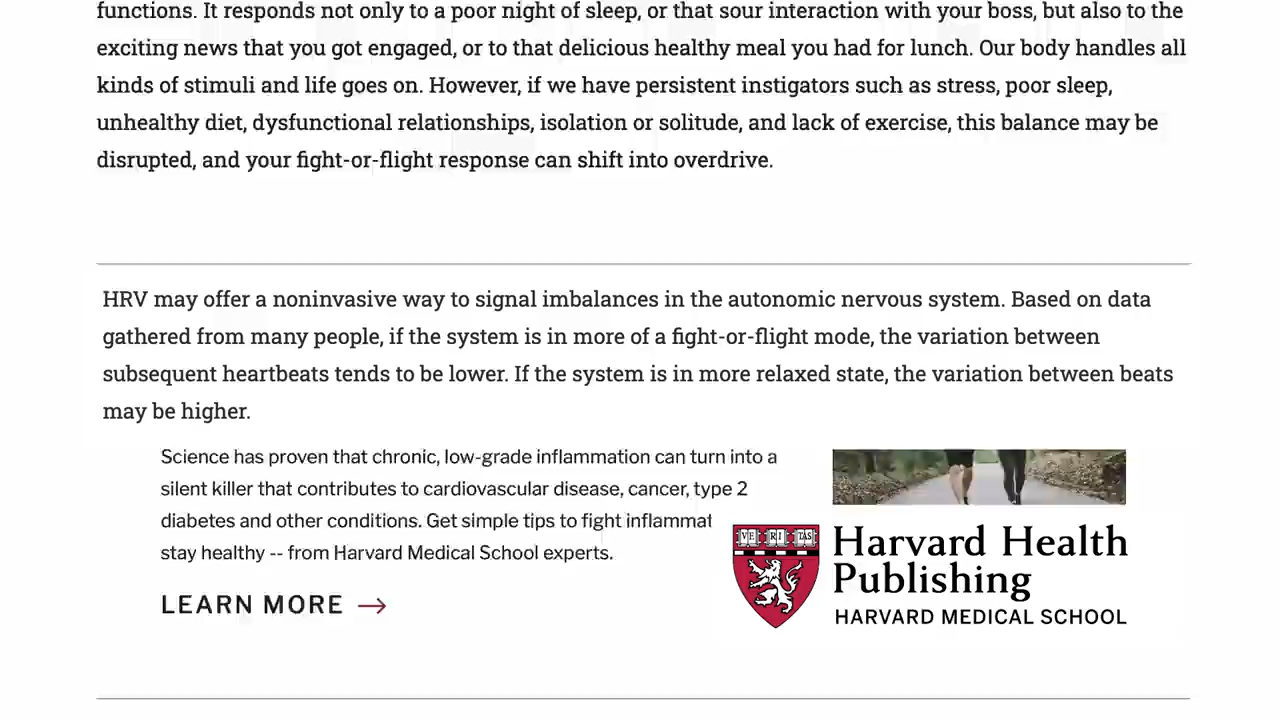 functions. It responds not only to a poor night of sleep, or that sour interaction with your boss, but also to the
exciting news that you got engaged, or to that delicious healthy meal you had for lunch. Our body handles all
kinds of stimuli and life goes on. However, if we have persistent instigators such as stress, poor sleep,
unhealthy diet, dysfunctional relationships, isolation or solitude, and lack of exercise, this balance may be
disrupted, and your fight-or-flight response can shift into overdrive.
HRV may offer a noninvasive way to signal imbalances in the autonomic nervous system. Based on data
gathered from many people, if the system is in more of a fight-or-flight mode, the variation between
subsequent heartbeats tends to be lower. If the system is in more relaxed state, the variation between beats
may be higher.
Science has proven that chronic, low-grade inflammation can turn into a
silent killer that contributes to cardiovascular disease, cancer, type 2
diabetes and other conditions. Get simple tips to fight inflammat
stay healthy -- from Harvard Medical School experts.
LEARN MORE →
VE RI TAS
Harvard Health
Publishing
HARVARD MEDICAL SCHOOL